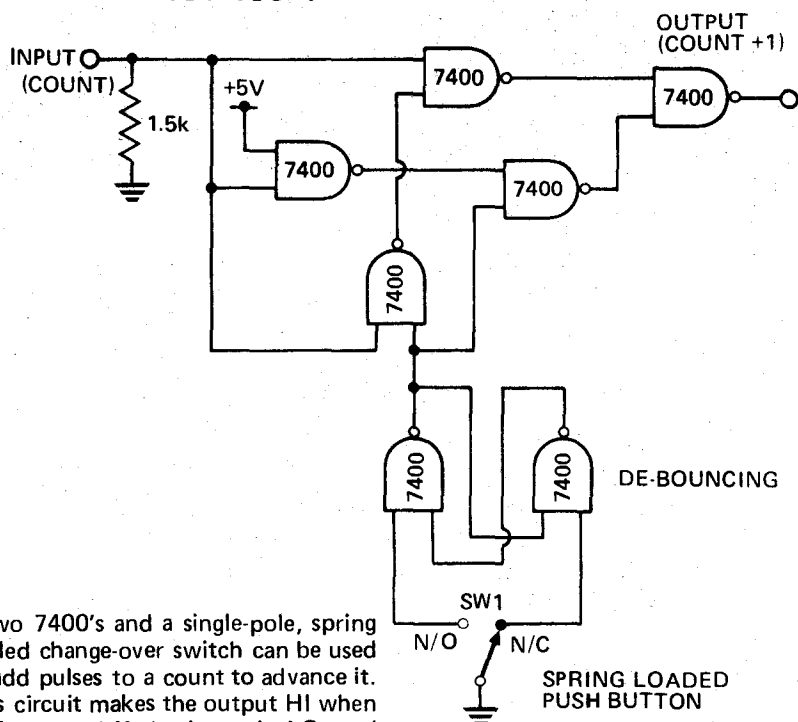 OUTPUT
(COUNT +1)
INPUT
(COUNT)
+5V
1.5k
7400
7400
7400
7400
7400
7400
7400
DE-BOUNCING
SW1
N/O
N/C
SPRING LOADED
PUSH BUTTON
wo 7400's and a single-pole, spring
ded change-over switch can be used
add pulses to a count to advance it.
s circuit makes the output HI when